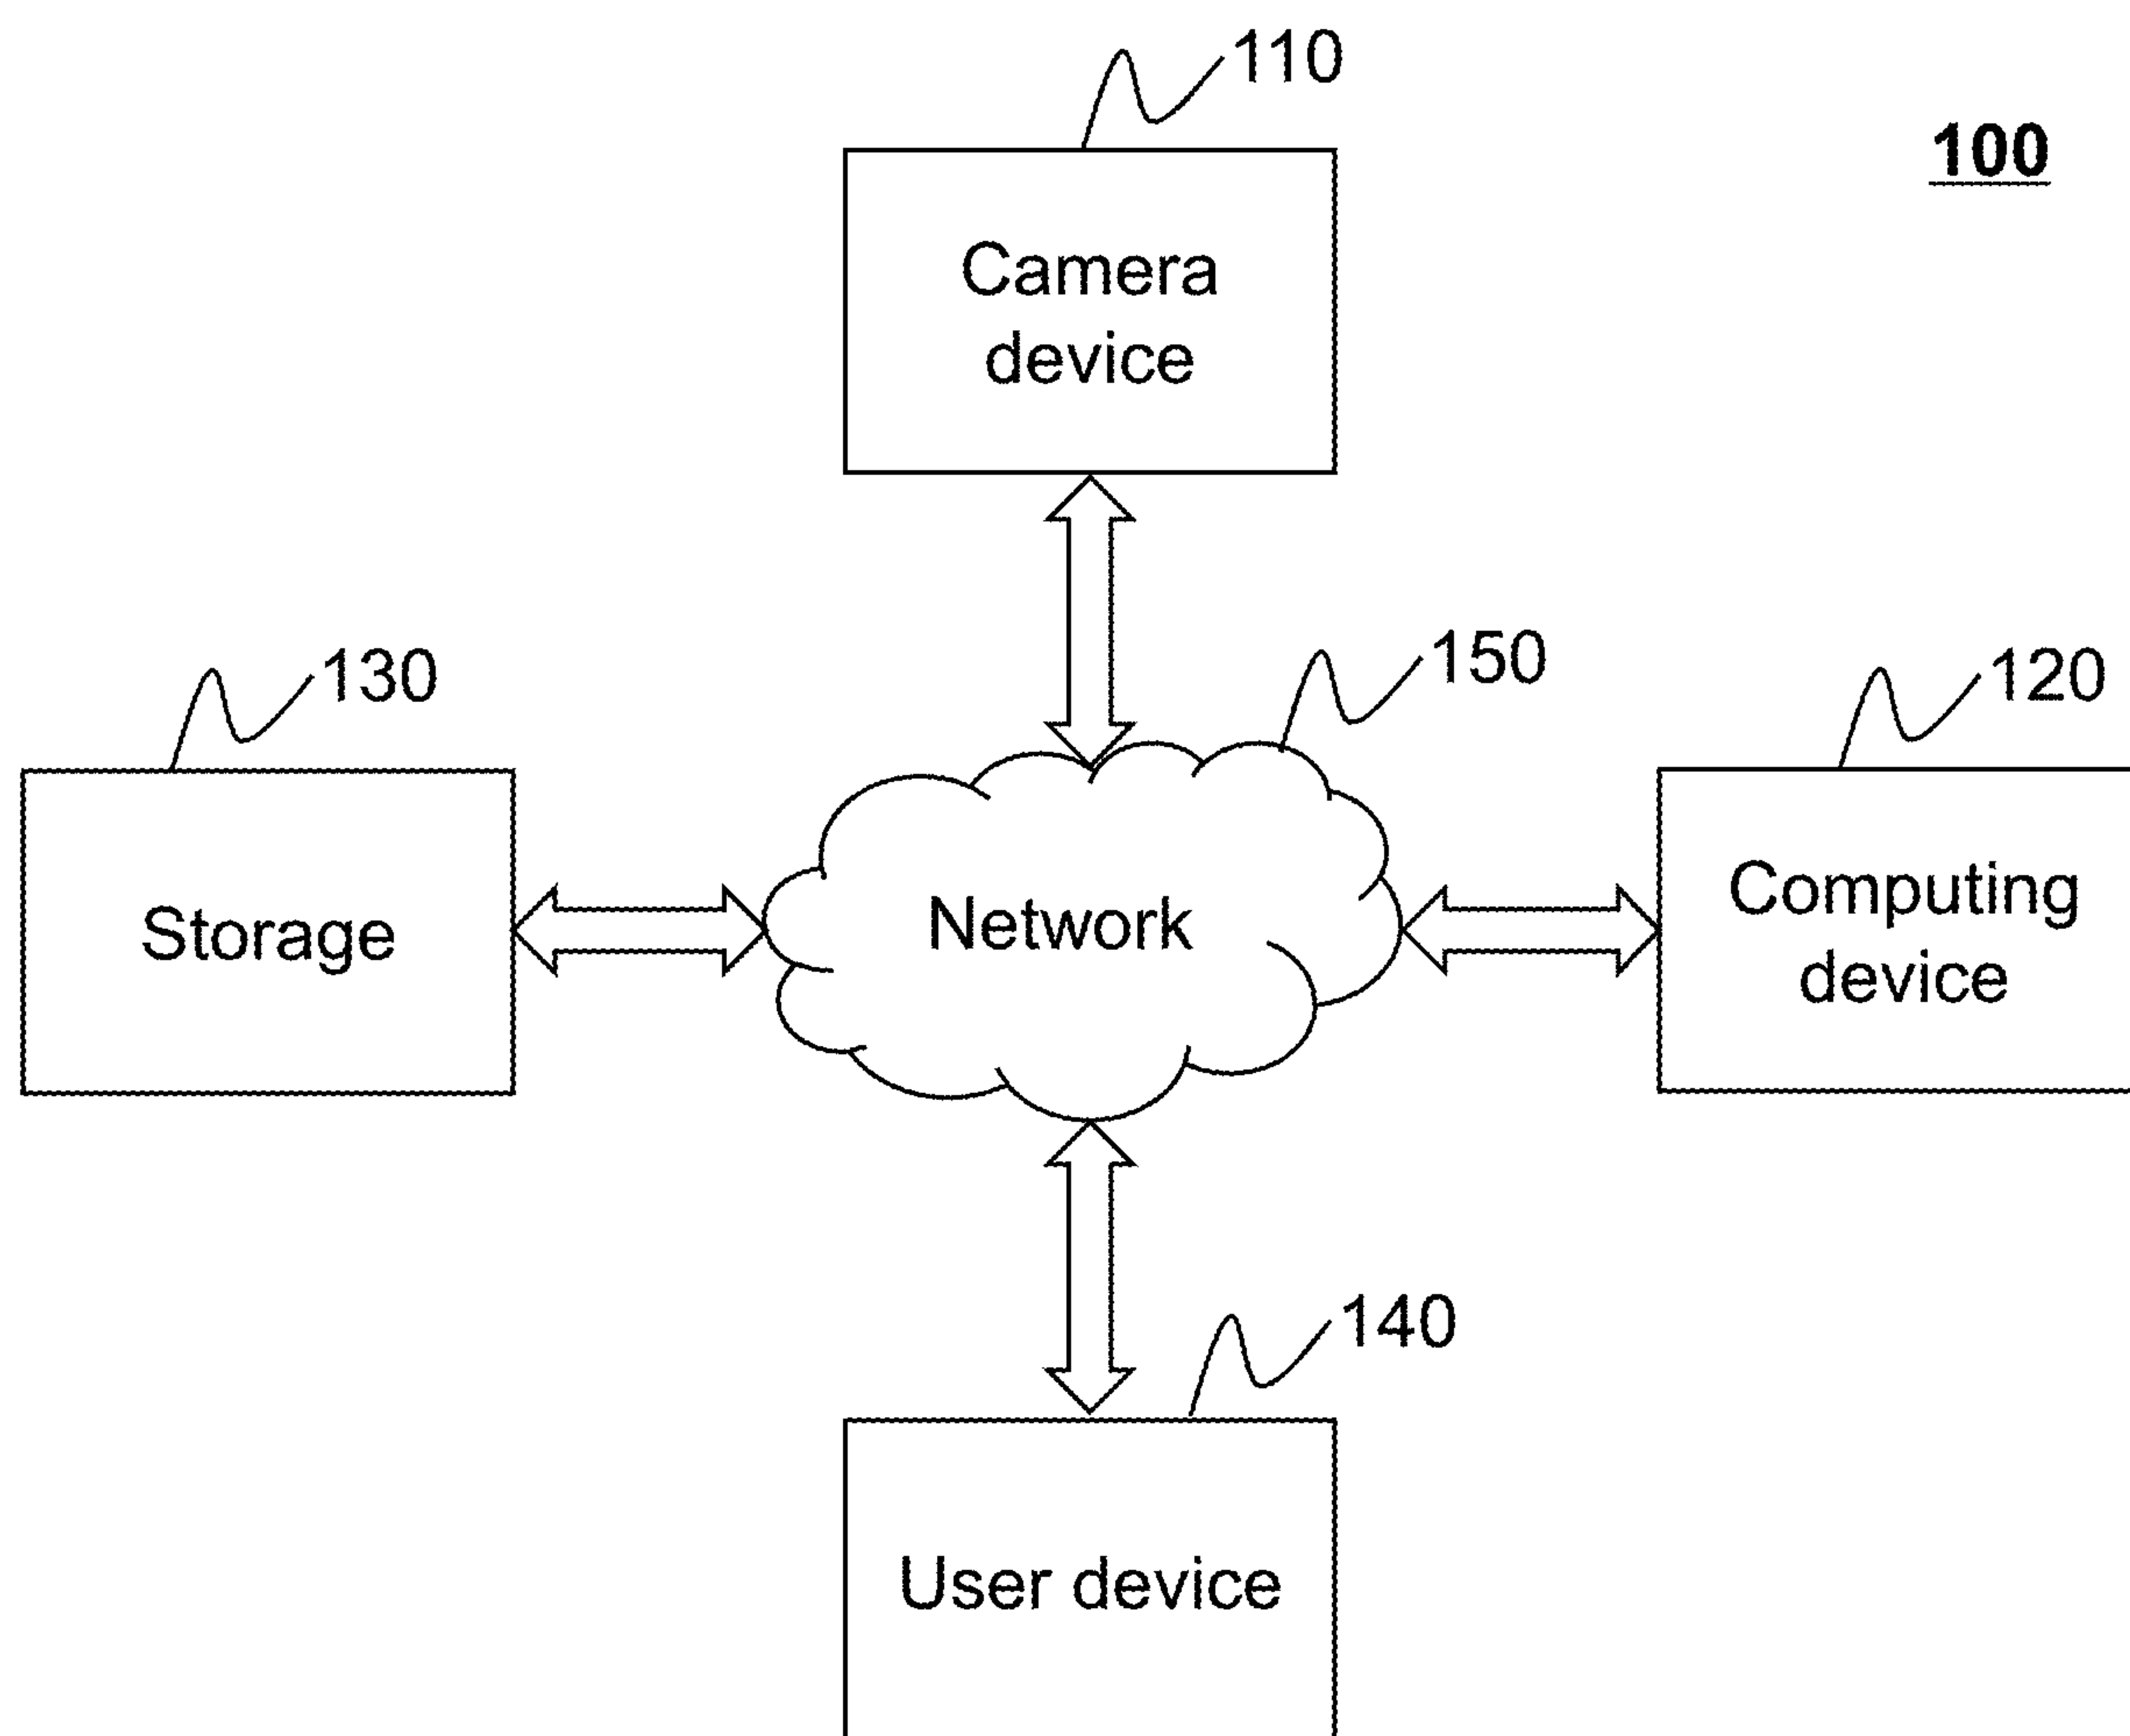 110
100
Camera
device
130
150
120
Storage
Network
Computing
device
140
User device